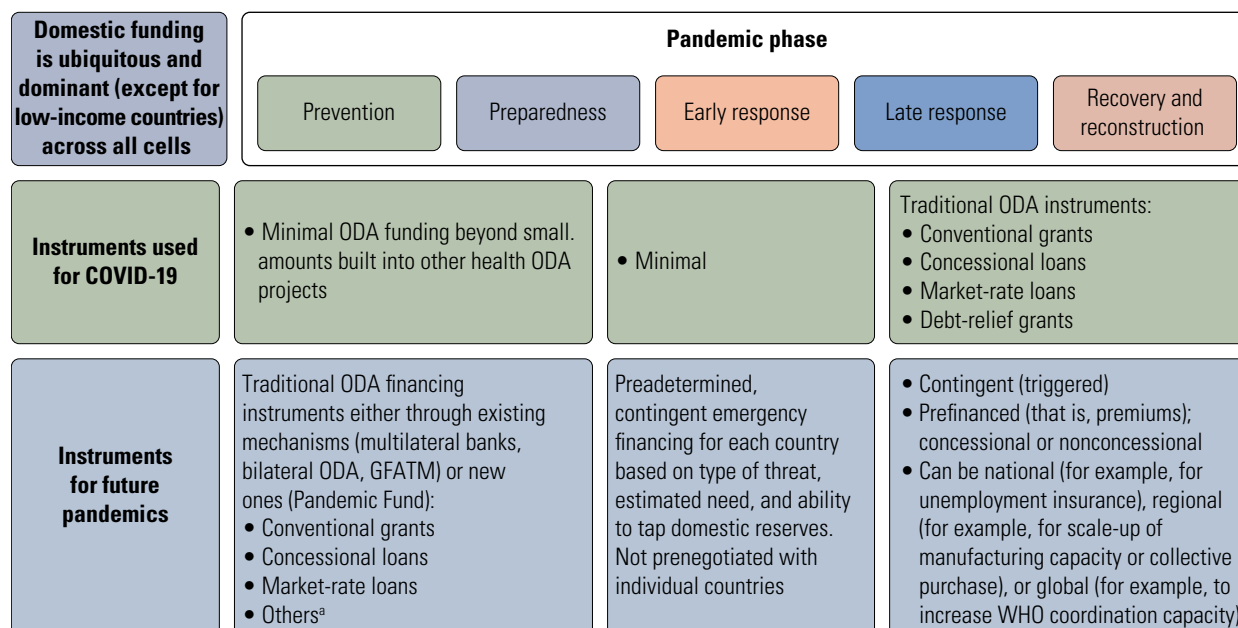 Domestic funding
is ubiquitous and
dominant (except for
low-income countries)
across all cells
Pandemic phase
Prevention
Preparedness
Early response
Late response
Recovery and
reconstruction
Instruments used
for COVID-19
• Minimal ODA funding beyond small.
amounts built into other health ODA
projects
• Minimal
Traditional ODA instruments:
• Conventional grants
• Concessional loans
• Market-rate loans
• Debt-relief grants
Instruments
for future
pandemics
Traditional ODA financing
instruments either through existing
mechanisms (multilateral banks,
bilateral ODA, GFATM) or new
ones (Pandemic Fund):
• Conventional grants
• Concessional loans
• Market-rate loans
• Othersᵃ
Preadetermined,
contingent emergency
financing for each country
based on type of threat,
estimated need, and ability
to tap domestic reserves.
Not prenegotiated with
individual countries
• Contingent (triggered)
• Prefinanced (that is, premiums);
concessional or nonconcessional
• Can be national (for example, for
unemployment insurance), regional
(for example, for scale-up of
manufacturing capacity or collective
purchase), or global (for example, to
increase WHO coordination capacity)